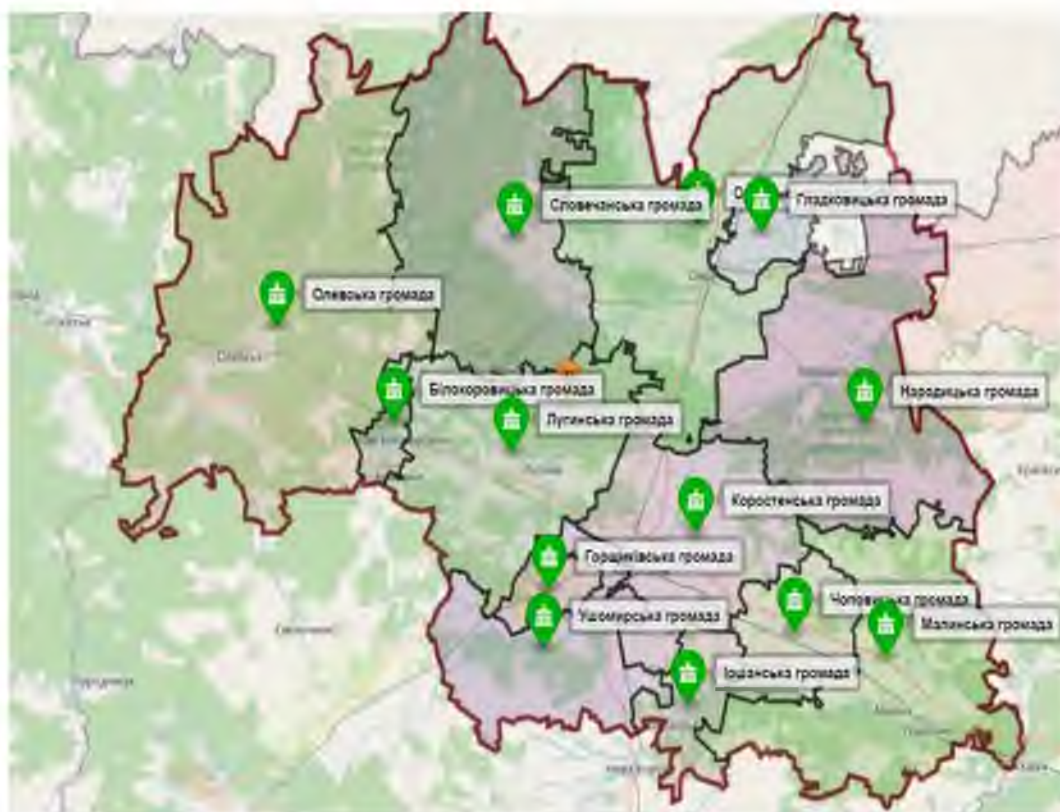 Словечанська громада
Гладковицька громада
Олевська громада
Білокоровицька громада
Народицька громада
Лугинська громада
Коростенська громада
Горщиківська громада
Чоповицька громада
Ушомирська громада
Малинська громада
Іршанська громада